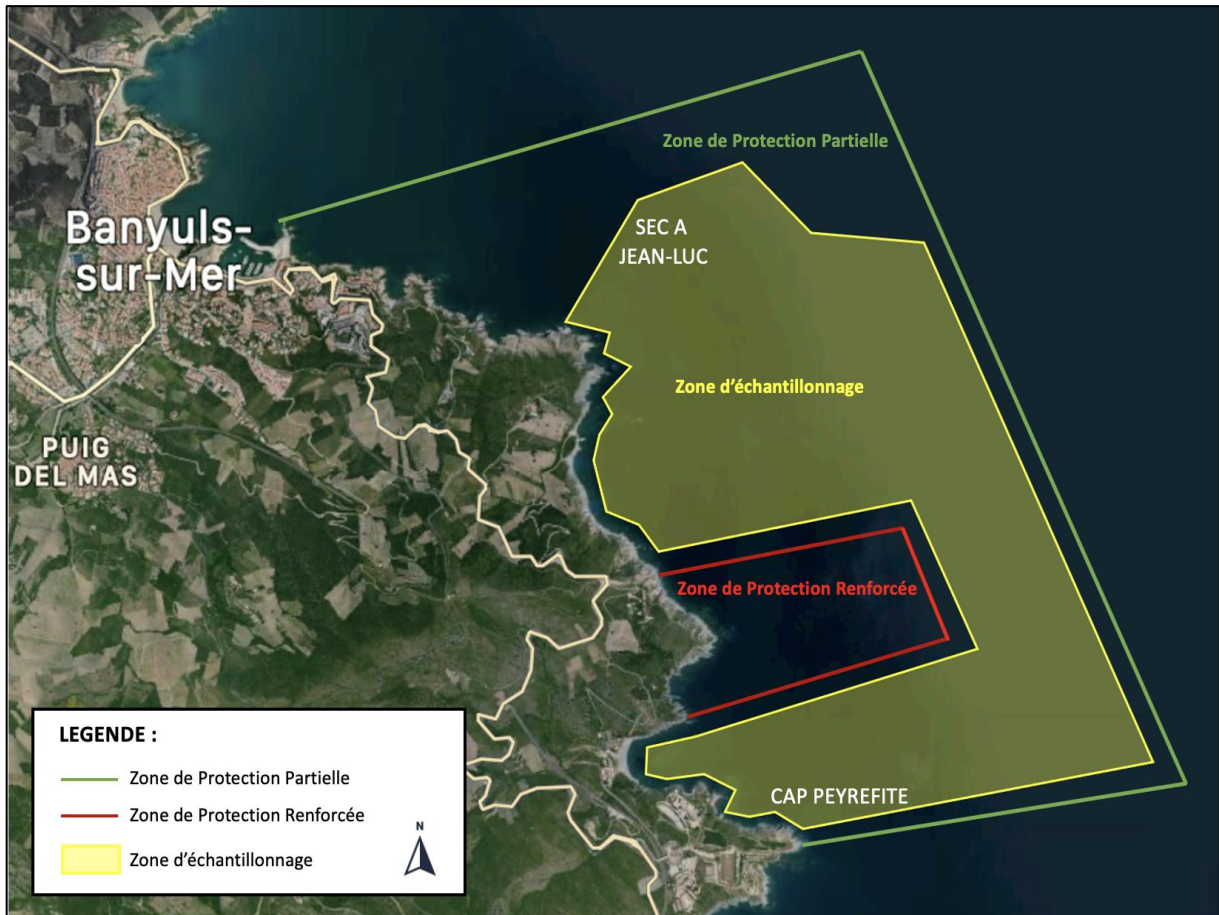 Zone de Protection Partielle
SEC A
JEAN-LUC
Banyuls-
sur-Mer
Zone d'échantillonnage
PUIG
DEL MAS
Zone de Protection Renforcée
CAP PEYREFITE
LEGENDE :
Zone de Protection Partielle
Zone de Protection Renforcée
Zone d'échantillonnage
N